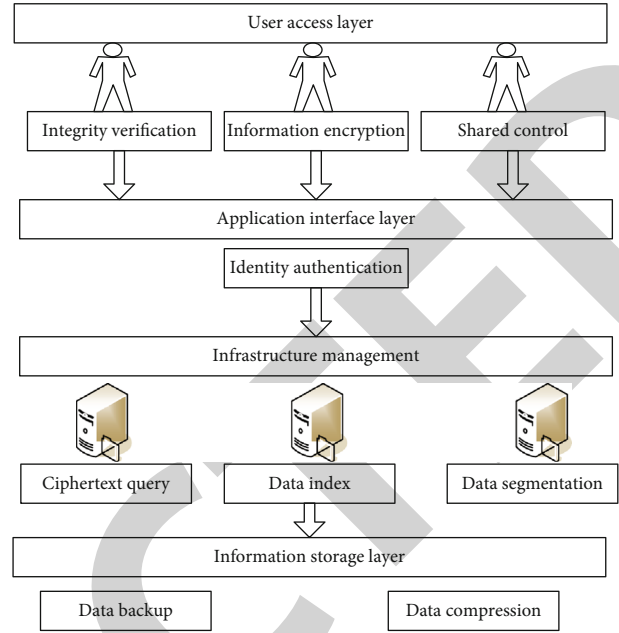 User access layer
Integrity verification
Information encryption
Shared control
Application interface layer
Identity authentication
Infrastructure management
Ciphertext query
Data index
Data segmentation
Information storage layer
Data backup
Data compression